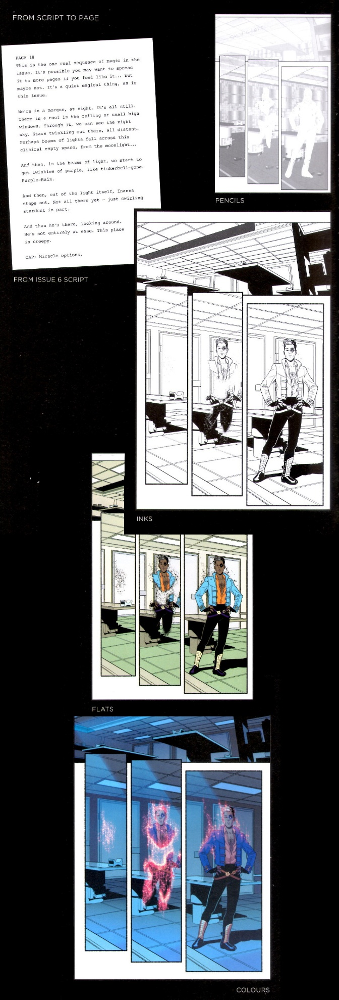 FROM SCRIPT TO PAGE
PAGE 18
This is the one real sequence of magic in the
issue. It's possible you may want to spread
it to more pages if you feel like it... but
maybe not. It's a quiet magical thing, as is
this issue.
We're in a morgue, at night. It's all still.
There is a roof in the ceiling or small high
windows. Through it, we can see the night
sky. Stars twinkling out there, all distant.
Perhaps beams of lights fall across this
clinical empty space, from the moonlight...
And then, in the beams of light, we start to
get twinkles of purple, like tinkerbell-gone-
Purple-Rain.
And then, out of the light itself, Inanna
steps out. Not all there yet — just swirling
stardust in part.
And then he's there, looking around.
He's not entirely at ease. This place
is creepy.
CAP: Miracle options.
FROM ISSUE 6 SCRIPT
PENCILS
INKS
FLATS
COLOURS